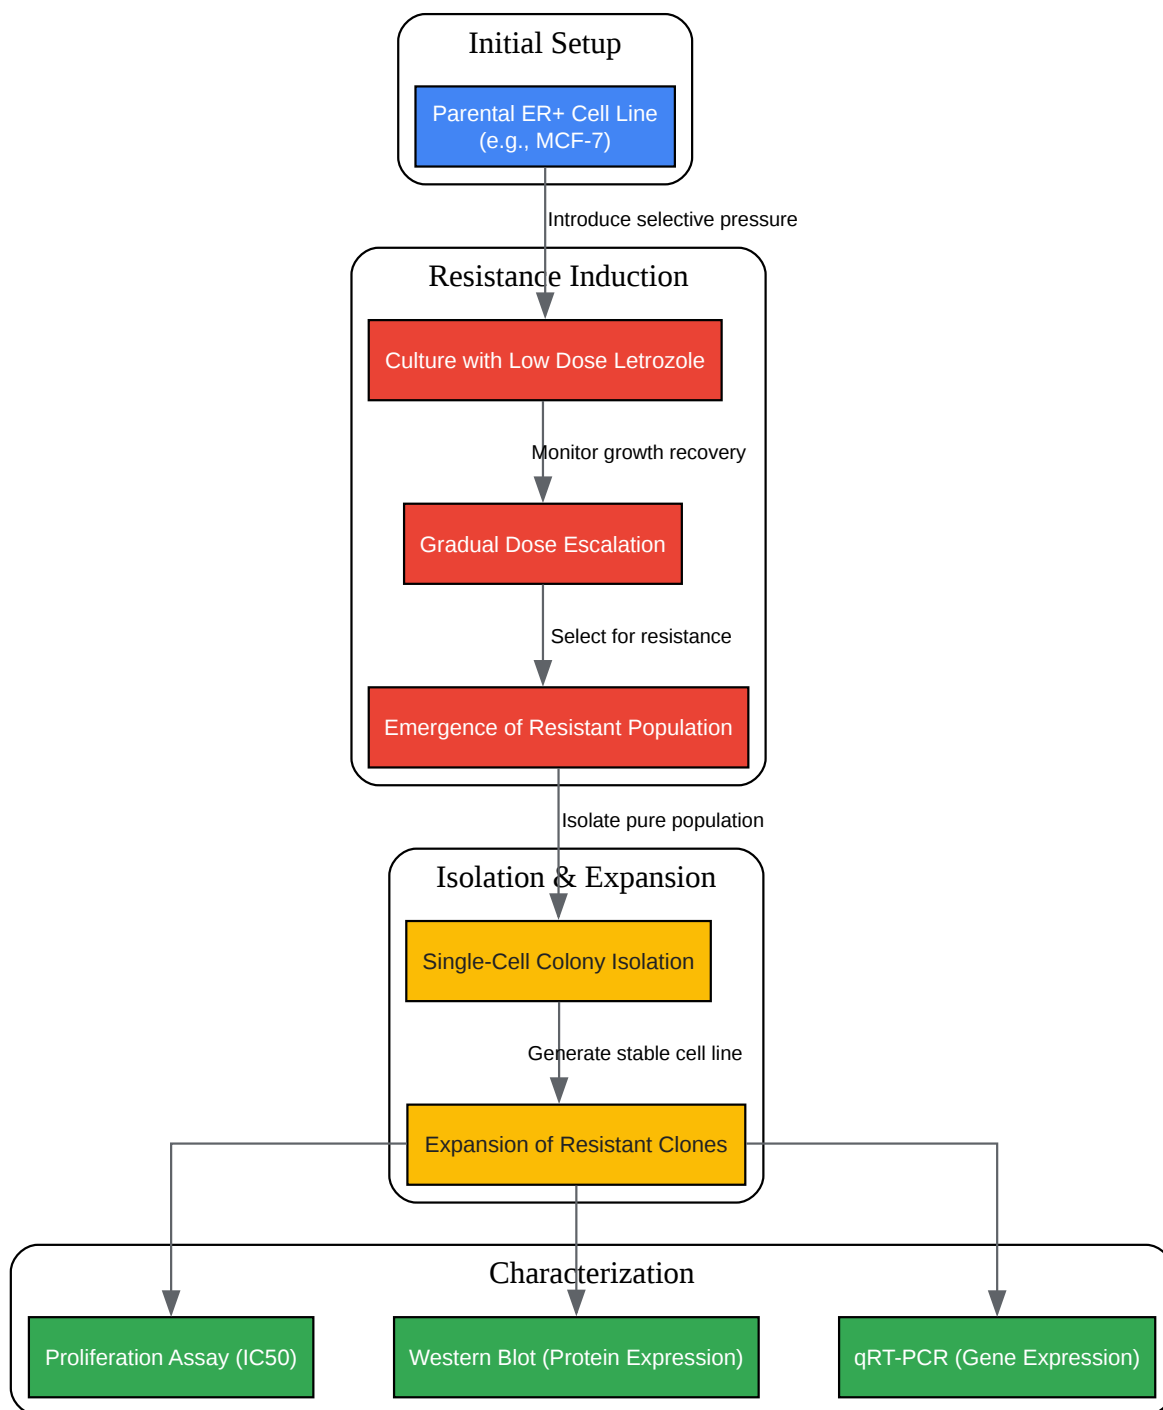 Initial Setup
Parental ER+ Cell Line
(e.g., MCF-7)
Introduce selective pressure
Resistance Induction
Culture with Low Dose Letrozole
Monitor growth recovery
Gradual Dose Escalation
Select for resistance
Emergence of Resistant Population
Isolate pure population
Isolation & Expansion
Single-Cell Colony Isolation
Generate stable cell line
Expansion of Resistant Clones
Characterization
Proliferation Assay (IC50)
Western Blot (Protein Expression)
qRT-PCR (Gene Expression)